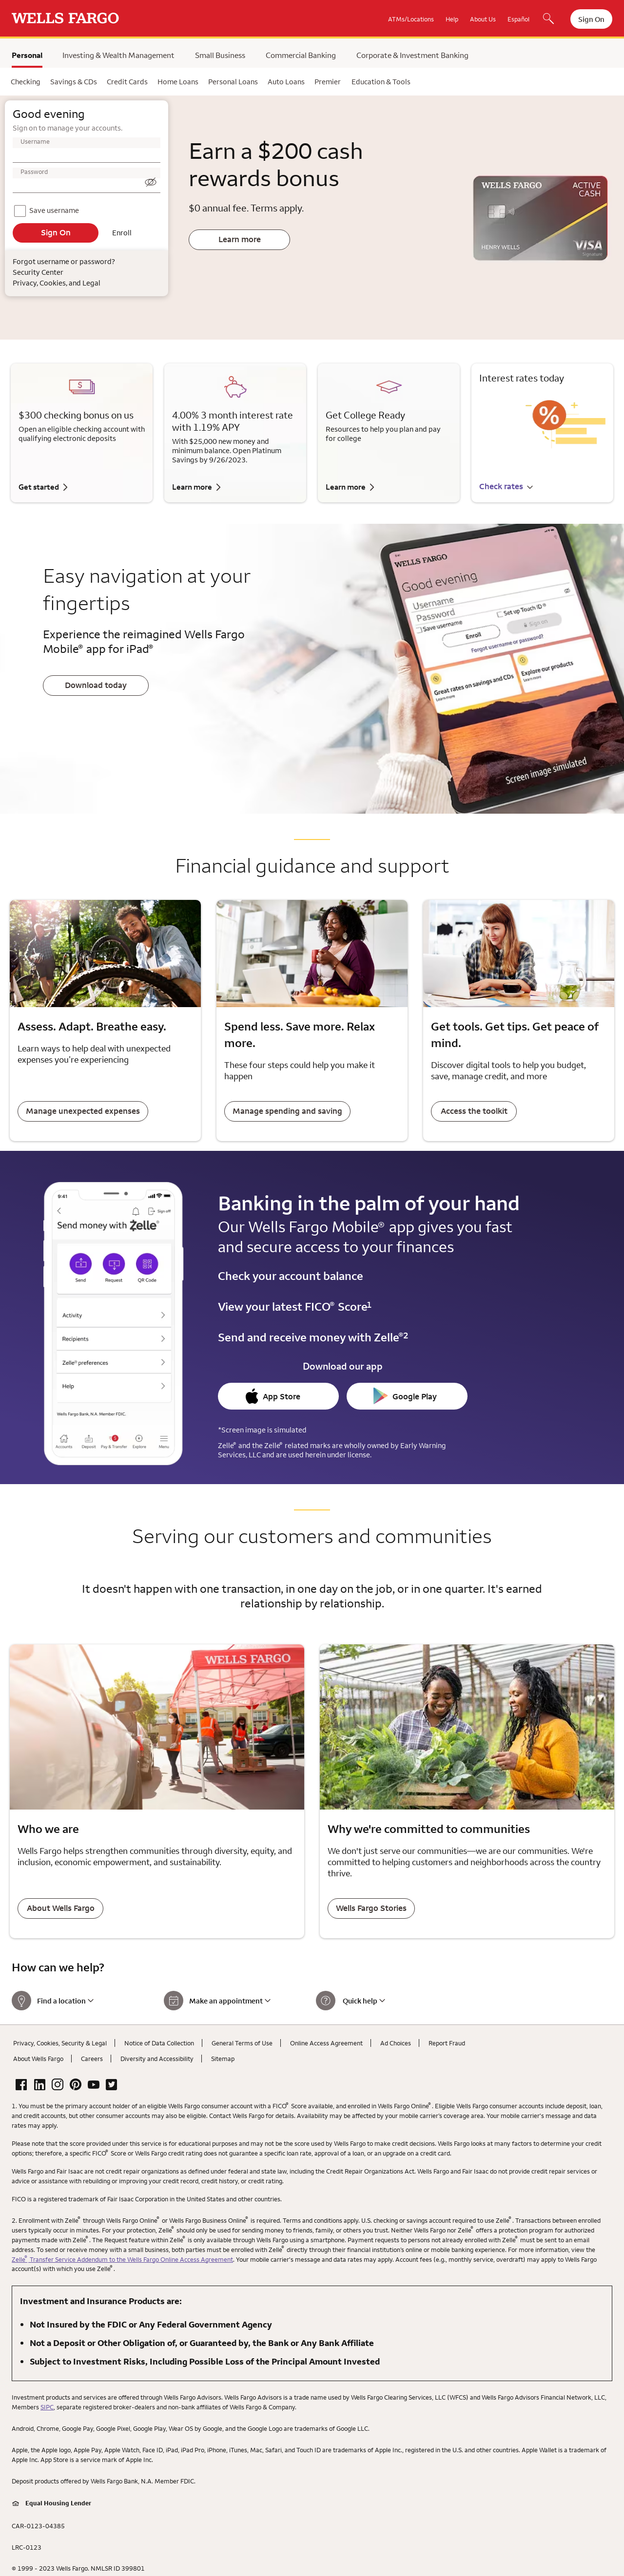 WELLS FARGO
ATMs/Locations Help About Us Español Sign On
Personal Investing & Wealth Management Small Business Commercial Banking Corporate & Investment Banking
Checking Savings & CDs Credit Cards Home Loans Personal Loans Auto Loans Premier Education & Tools
Good evening
Sign on to manage your accounts.
Username
Password
Save username
Sign On Enroll
Forgot username or password?
Security Center
Privacy, Cookies, and Legal
Earn a $200 cash
rewards bonus
$0 annual fee. Terms apply.
Learn more
WELLS FARGO
ACTIVE
CASH
HENRY WELLS
VISA
Signature
$300 checking bonus on us
Open an eligible checking account with
qualifying electronic deposits
Get started
4.00% 3 month interest rate
with 1.19% APY
With $25,000 new money and
minimum balance. Open Platinum
Savings by 9/26/2023.
Learn more
Get College Ready
Resources to help you plan and pay
for college
Learn more
Interest rates today
%
Check rates
Easy navigation at your
fingertips
Experience the reimagined Wells Fargo
Mobile® app for iPad®
Download today
WELLS FARGO
Good evening
Username
Password
Save username
Set up Touch ID®
Enroll
Sign on
Forgot username or password?
Great rates on savings and CDs
Learn more
Explore our products
Learn more
Screen image simulated
Financial guidance and support
Assess. Adapt. Breathe easy.
Learn ways to help deal with unexpected
expenses you're experiencing
Manage unexpected expenses
Spend less. Save more. Relax
more.
These four steps could help you make it
happen
Manage spending and saving
Get tools. Get tips. Get peace of
mind.
Discover digital tools to help you budget,
save, manage credit, and more
Access the toolkit
9:41
Sign off
Send money with Zelle®
Send Request QR Code
Activity
Recipients
Zelle® preferences
Help
Wells Fargo Bank, N.A. Member FDIC.
Accounts Deposit Pay & Transfer Explore Menu
Banking in the palm of your hand
Our Wells Fargo Mobile® app gives you fast
and secure access to your finances
Check your account balance
View your latest FICO® Score1
Send and receive money with Zelle®2
Download our app
App Store Google Play
*Screen image is simulated
Zelle® and the Zelle® related marks are wholly owned by Early Warning
Services, LLC and are used herein under license.
Serving our customers and communities
It doesn't happen with one transaction, in one day on the job, or in one quarter. It's earned
relationship by relationship.
WELLS FARGO
Who we are
Wells Fargo helps strengthen communities through diversity, equity, and
inclusion, economic empowerment, and sustainability.
About Wells Fargo
Why we're committed to communities
We don't just serve our communities—we are our communities. We're
committed to helping customers and neighborhoods across the country
thrive.
Wells Fargo Stories
How can we help?
Find a location Make an appointment Quick help
Privacy, Cookies, Security & Legal Notice of Data Collection General Terms of Use Online Access Agreement Ad Choices Report Fraud
About Wells Fargo Careers Diversity and Accessibility Sitemap
1. You must be the primary account holder of an eligible Wells Fargo consumer account with a FICO® Score available, and enrolled in Wells Fargo Online®. Eligible Wells Fargo consumer accounts include deposit, loan,
and credit accounts, but other consumer accounts may also be eligible. Contact Wells Fargo for details. Availability may be affected by your mobile carrier's coverage area. Your mobile carrier's message and data
rates may apply.
Please note that the score provided under this service is for educational purposes and may not be the score used by Wells Fargo to make credit decisions. Wells Fargo looks at many factors to determine your credit
options; therefore, a specific FICO® Score or Wells Fargo credit rating does not guarantee a specific loan rate, approval of a loan, or an upgrade on a credit card.
Wells Fargo and Fair Isaac are not credit repair organizations as defined under federal and state law, including the Credit Repair Organizations Act. Wells Fargo and Fair Isaac do not provide credit repair services or
advice or assistance with rebuilding or improving your credit record, credit history, or credit rating.
FICO is a registered trademark of Fair Isaac Corporation in the United States and other countries.
2. Enrollment with Zelle® through Wells Fargo Online® or Wells Fargo Business Online® is required. Terms and conditions apply. U.S. checking or savings account required to use Zelle®. Transactions between enrolled
users typically occur in minutes. For your protection, Zelle® should only be used for sending money to friends, family, or others you trust. Neither Wells Fargo nor Zelle® offers a protection program for authorized
payments made with Zelle®. The Request feature within Zelle® is only available through Wells Fargo using a smartphone. Payment requests to persons not already enrolled with Zelle® must be sent to an email
address. To send or receive money with a small business, both parties must be enrolled with Zelle® directly through their financial institution's online or mobile banking experience. For more information, view the
Zelle® Transfer Service Addendum to the Wells Fargo Online Access Agreement. Your mobile carrier's message and data rates may apply. Account fees (e.g., monthly service, overdraft) may apply to Wells Fargo
account(s) with which you use Zelle®.
Investment and Insurance Products are:
• Not Insured by the FDIC or Any Federal Government Agency
• Not a Deposit or Other Obligation of, or Guaranteed by, the Bank or Any Bank Affiliate
• Subject to Investment Risks, Including Possible Loss of the Principal Amount Invested
Investment products and services are offered through Wells Fargo Advisors. Wells Fargo Advisors is a trade name used by Wells Fargo Clearing Services, LLC (WFCS) and Wells Fargo Advisors Financial Network, LLC,
Members SIPC, separate registered broker-dealers and non-bank affiliates of Wells Fargo & Company.
Android, Chrome, Google Pay, Google Pixel, Google Play, Wear OS by Google, and the Google Logo are trademarks of Google LLC.
Apple, the Apple logo, Apple Pay, Apple Watch, Face ID, iPad, iPad Pro, iPhone, iTunes, Mac, Safari, and Touch ID are trademarks of Apple Inc., registered in the U.S. and other countries. Apple Wallet is a trademark of
Apple Inc. App Store is a service mark of Apple Inc.
Deposit products offered by Wells Fargo Bank, N.A. Member FDIC.
Equal Housing Lender
CAR-0123-04385
LRC-0123
© 1999 - 2023 Wells Fargo. NMLSR ID 399801